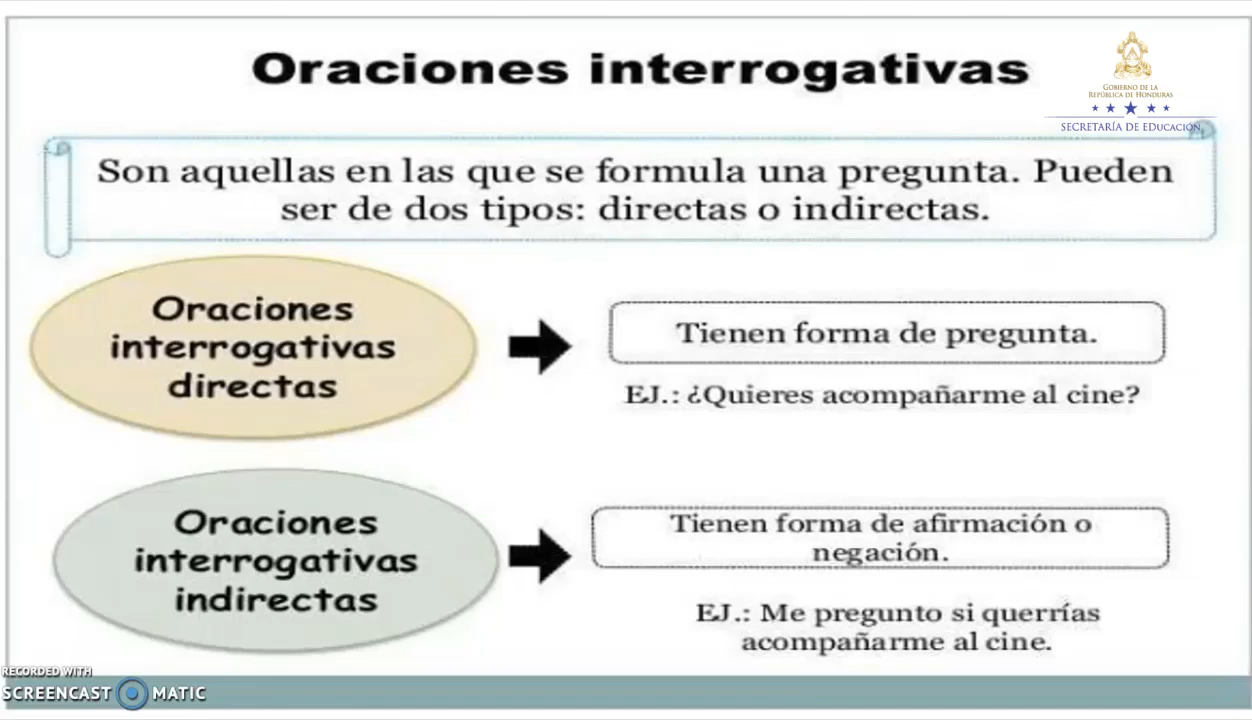 Oraciones interrogativas
GOBIERNO DE LA
REPÚBLICA DE HONDURAS
SECRETARÍA DE EDUCACIÓN
Son aquellas en las que se formula una pregunta. Pueden
ser de dos tipos: directas o indirectas.
Oraciones
interrogativas
directas
Tienen forma de pregunta.
EJ.: ¿Quieres acompañarme al cine?
Oraciones
interrogativas
indirectas
Tienen forma de afirmación o
negación.
EJ.: Me pregunto si querrías
acompañarme al cine.
RECORDED WITH
SCREENCAST MATIC